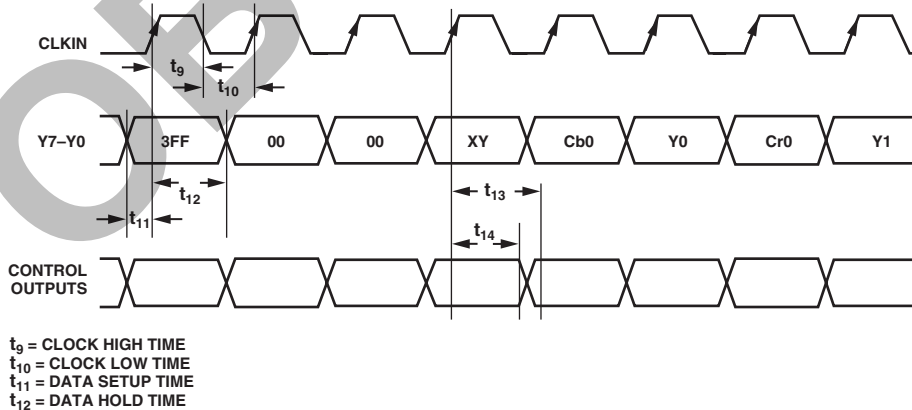 CLKIN
t9
t10
Y7–Y0
3FF
00
00
XY
Cb0
Y0
Cr0
Y1
t12
t13
t11
t14
CONTROL
OUTPUTS
t9 = CLOCK HIGH TIME
t10 = CLOCK LOW TIME
t11 = DATA SETUP TIME
t12 = DATA HOLD TIME